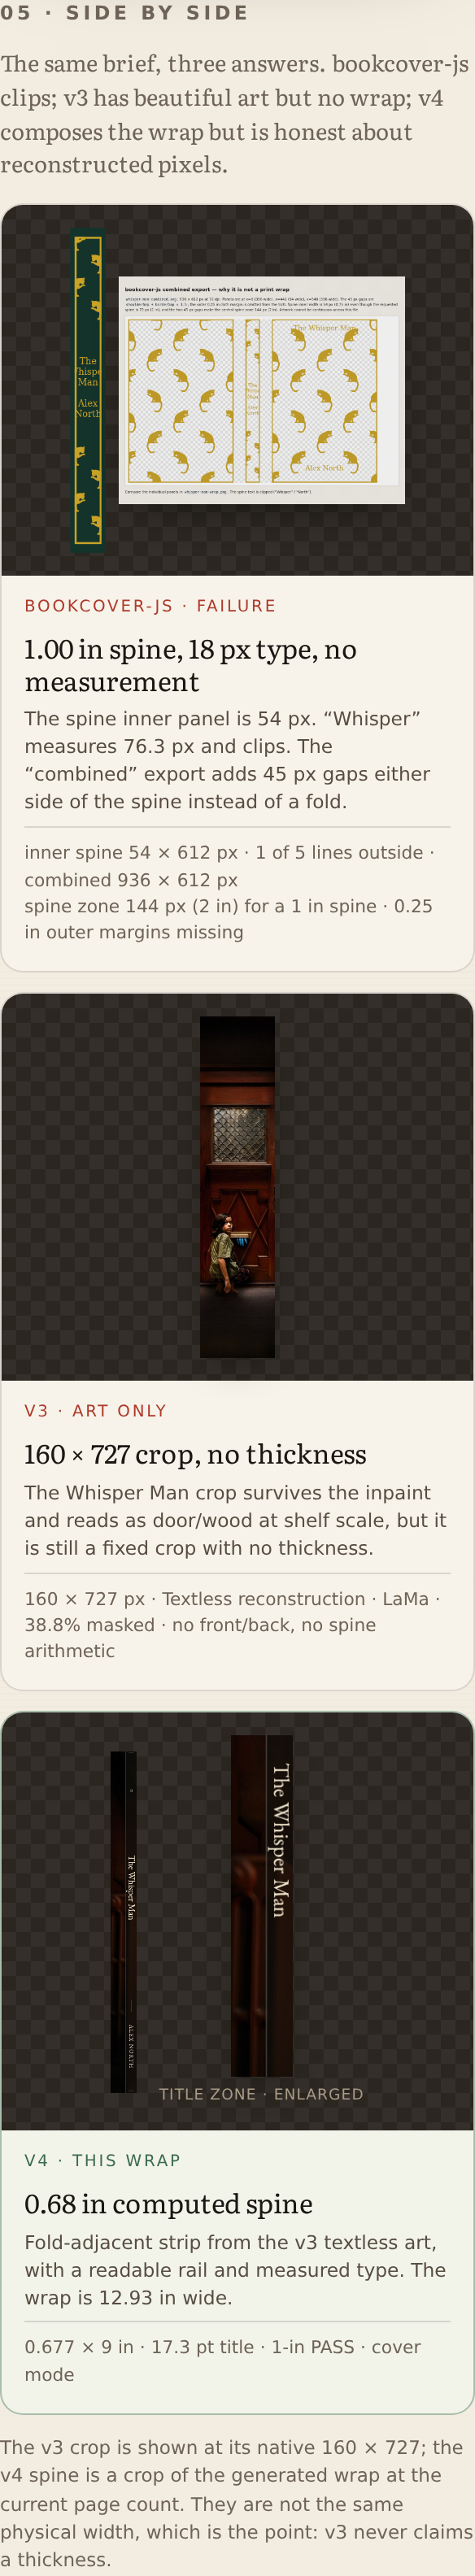 05 · SIDE BY SIDE
The same brief, three answers. bookcover-js
clips; v3 has beautiful art but no wrap; v4
composes the wrap but is honest about
reconstructed pixels.
bookcover-js combined export — why it is not a print wrap
The Whisper Man
The
Whispe
Man
Alex
North
Alex North
BOOKCOVER-JS · FAILURE
1.00 in spine, 18 px type, no
measurement
The spine inner panel is 54 px. “Whisper”
measures 76.3 px and clips. The
“combined” export adds 45 px gaps either
side of the spine instead of a fold.
inner spine 54 × 612 px · 1 of 5 lines outside ·
combined 936 × 612 px
spine zone 144 px (2 in) for a 1 in spine · 0.25
in outer margins missing
V3 · ART ONLY
160 × 727 crop, no thickness
The Whisper Man crop survives the inpaint
and reads as door/wood at shelf scale, but it
is still a fixed crop with no thickness.
160 × 727 px · Textless reconstruction · LaMa ·
38.8% masked · no front/back, no spine
arithmetic
The Whisper Man
ALEX NORTH
The Whisper Man
TITLE ZONE · ENLARGED
V4 · THIS WRAP
0.68 in computed spine
Fold-adjacent strip from the v3 textless art,
with a readable rail and measured type. The
wrap is 12.93 in wide.
0.677 × 9 in · 17.3 pt title · 1-in PASS · cover
mode
The v3 crop is shown at its native 160 × 727; the
v4 spine is a crop of the generated wrap at the
current page count. They are not the same
physical width, which is the point: v3 never claims
a thickness.